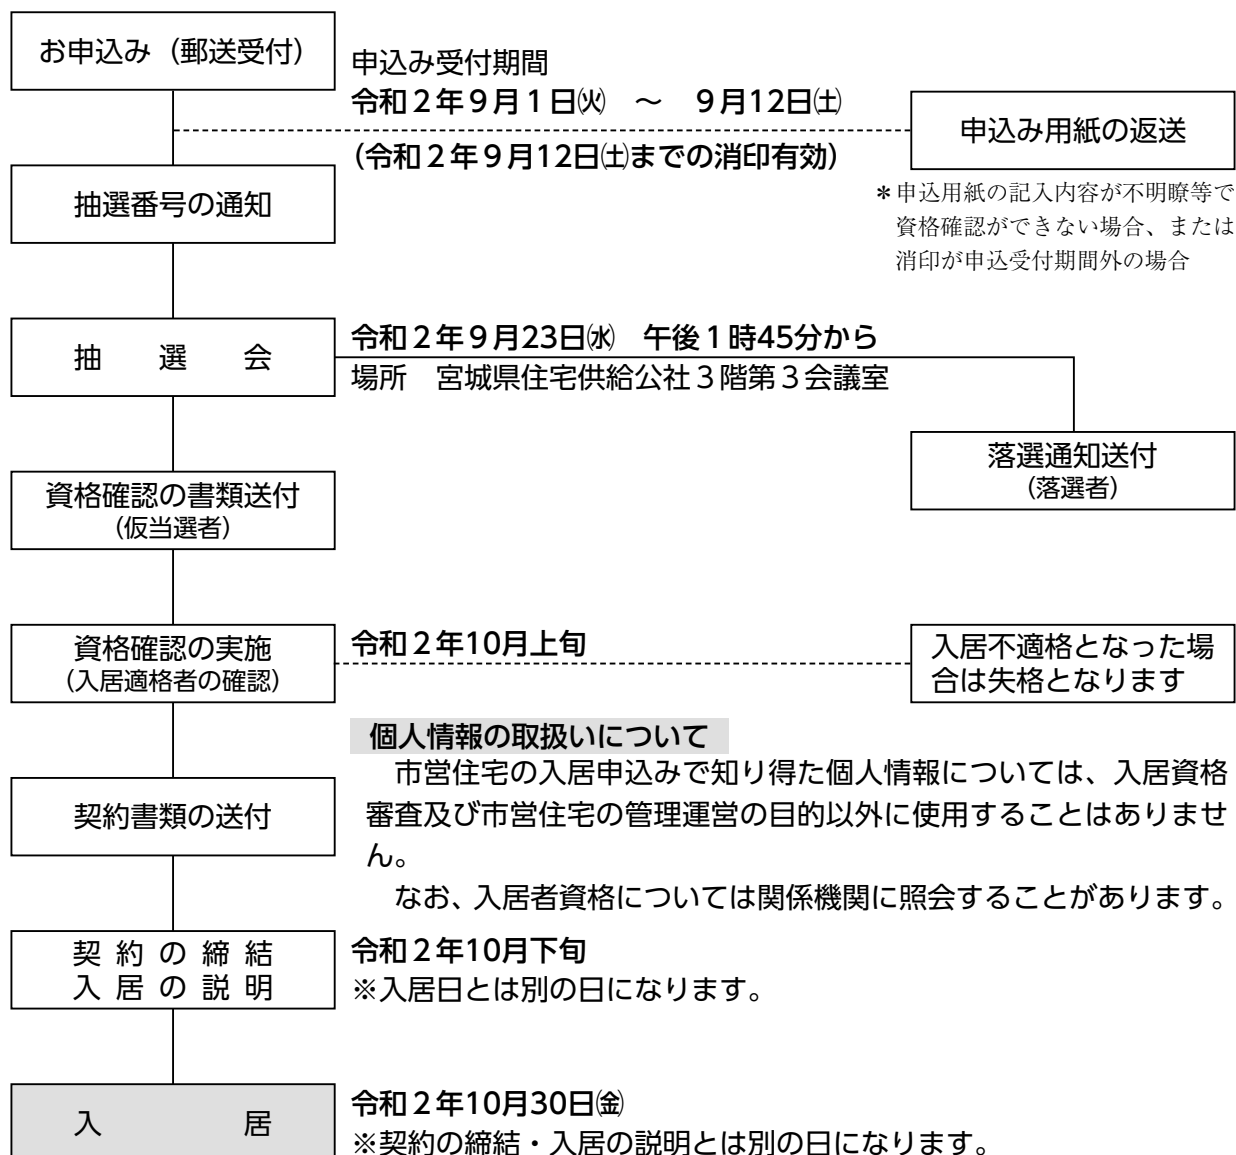 お申込み（郵送受付）
申込み受付期間
令和２年９月１日㈫　～　９月12日㈯
（令和２年９月12日㈯までの消印有効）
申込み用紙の返送
＊申込用紙の記入内容が不明瞭等で
資格確認ができない場合、または
消印が申込受付期間外の場合
抽選番号の通知
抽　選　会
令和２年９月23日㈬　午後１時45分から
場所　宮城県住宅供給公社３階第３会議室
落選通知送付
（落選者）
資格確認の書類送付
（仮当選者）
資格確認の実施
（入居適格者の確認）
令和２年10月上旬
入居不適格となった場
合は失格となります
個人情報の取扱いについて
市営住宅の入居申込みで知り得た個人情報については、入居資格
審査及び市営住宅の管理運営の目的以外に使用することはありませ
ん。
なお、入居者資格については関係機関に照会することがあります。
契約書類の送付
契約の締結
入居の説明
令和２年10月下旬
※入居日とは別の日になります。
入　居
令和２年10月30日㈮
※契約の締結・入居の説明とは別の日になります。